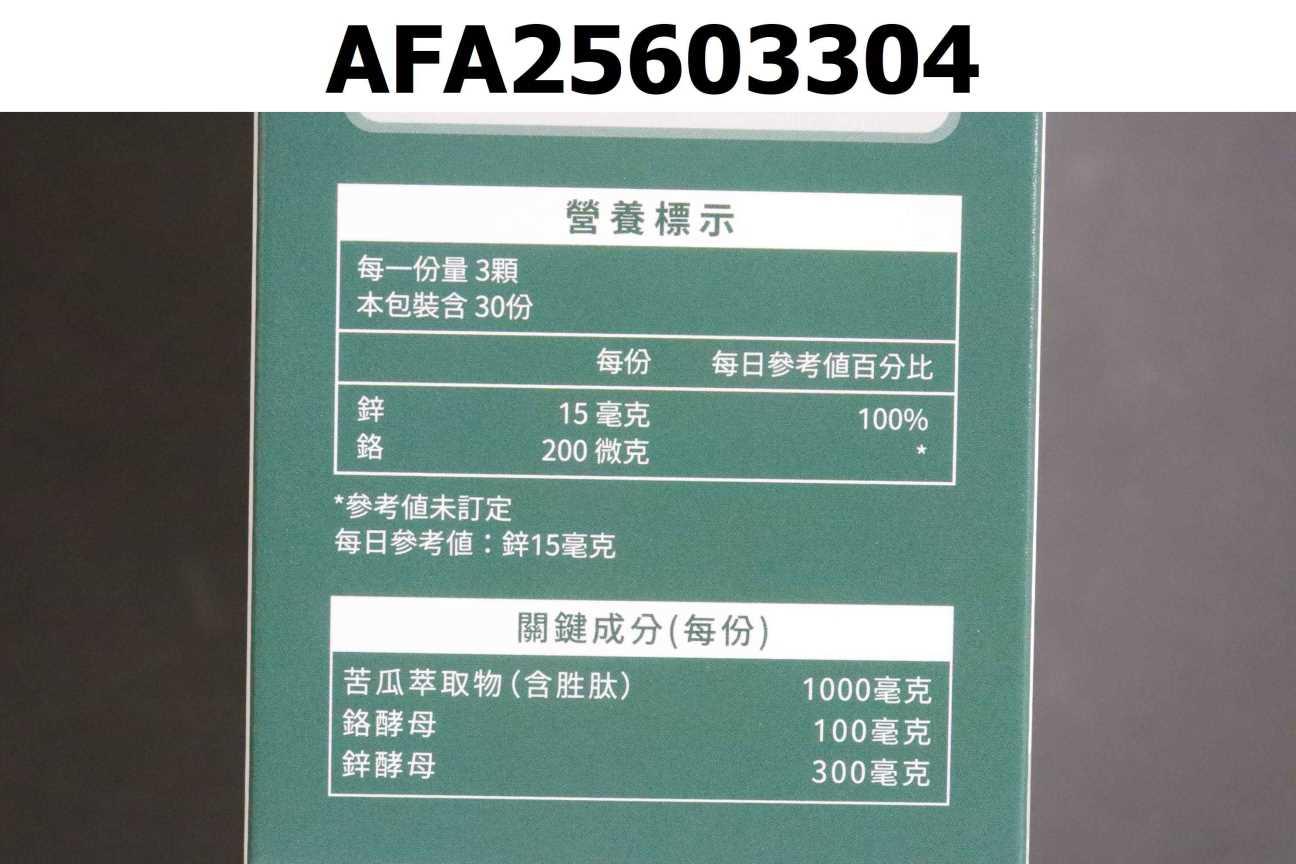 AFA25603304
營養標示
每一份量 3顆
本包裝含 30份
每份 每日參考值百分比
鋅 15 毫克 100%
鉻 200 微克 *
*參考值未訂定
每日參考值：鋅15毫克
關鍵成分(每份)
苦瓜萃取物(含胜肽) 1000毫克
鉻酵母 100毫克
鋅酵母 300毫克